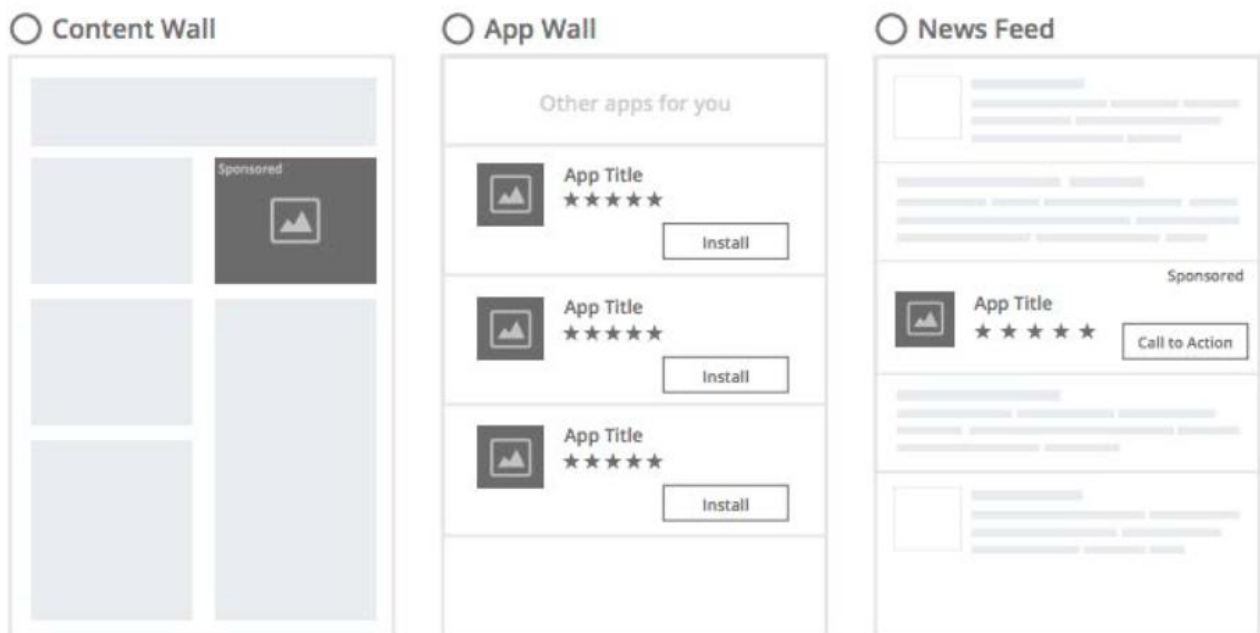 Content Wall
Sponsored
App Wall
Other apps for you
App Title
Install
App Title
Install
App Title
Install
News Feed
Sponsored
App Title
Call to Action